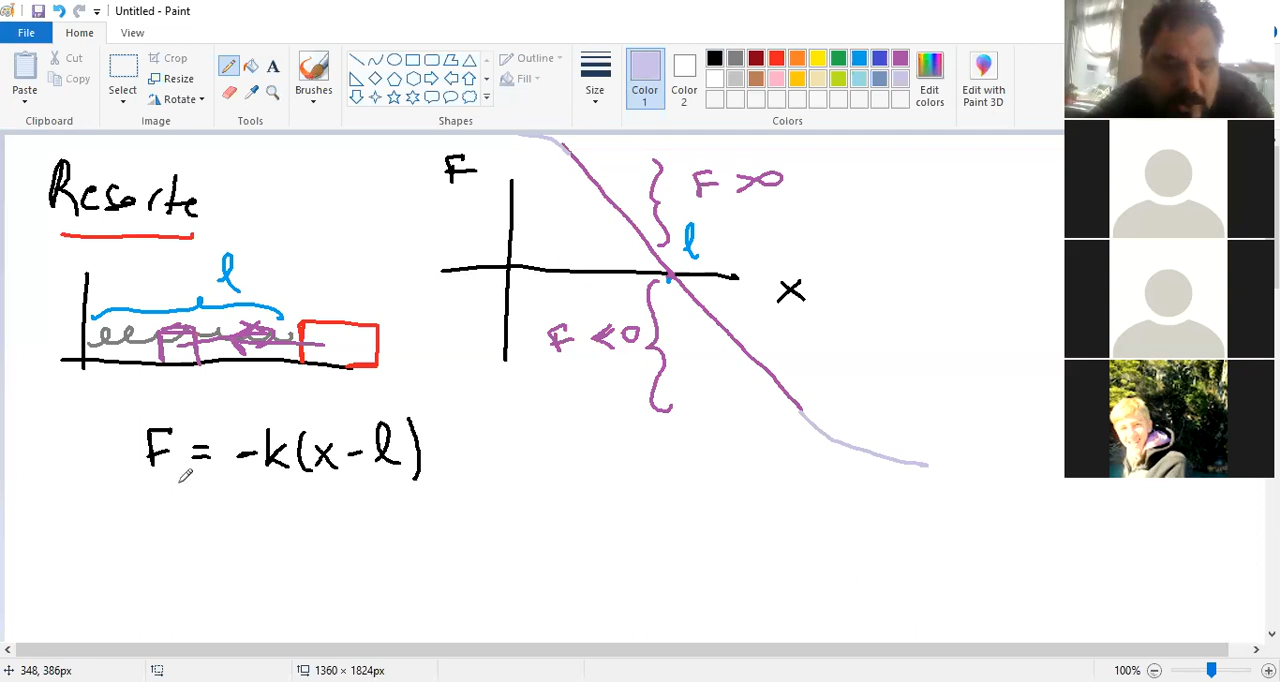 Untitled - Paint
File
Home
View
Paste
Cut
Copy
Clipboard
Select
Crop
Resize
Rotate
Image
A
Tools
Brushes
Outline
Fill
Shapes
Size
Color 1
Color 2
Edit colors
Edit with Paint 3D
Colors
Resorte
l
F
F >0
l
x
F <<0
F = -k(x-l)
348, 386px
1360 × 1824px
100%